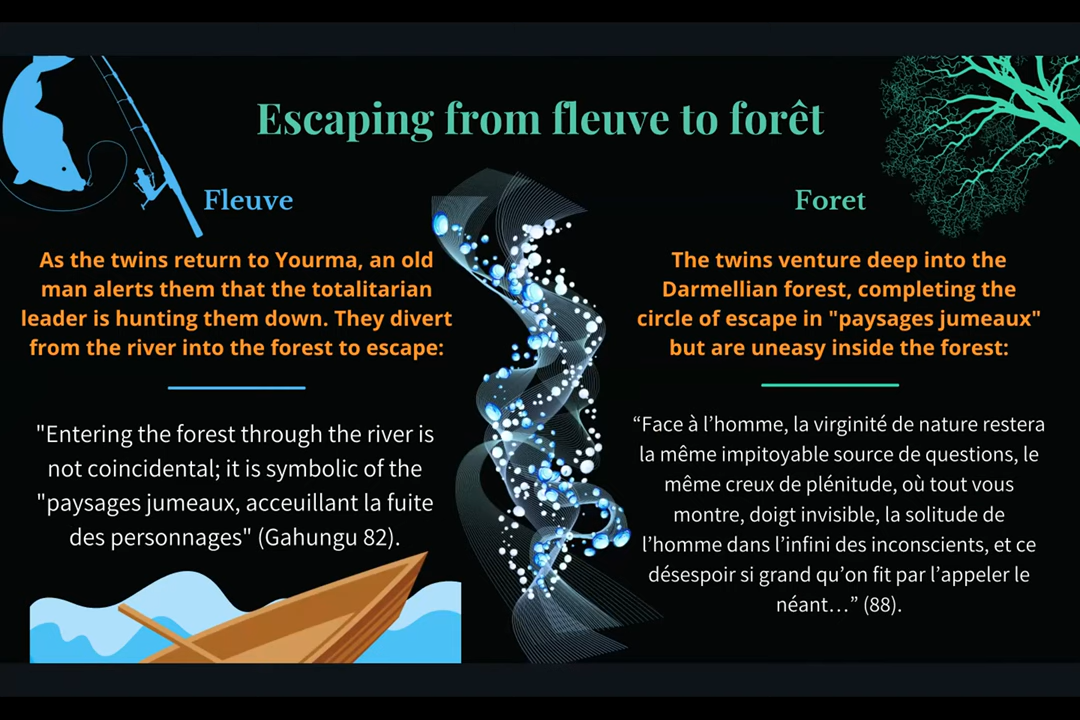 Escaping from fleuve to forêt
Fleuve
As the twins return to Yourma, an old
man alerts them that the totalitarian
leader is hunting them down. They divert
from the river into the forest to escape:
"Entering the forest through the river is
not coincidental; it is symbolic of the
"paysages jumeaux, acceuillant la fuite
des personnages" (Gahungu 82).
Foret
The twins venture deep into the
Darmellian forest, completing the
circle of escape in "paysages jumeaux"
but are uneasy inside the forest:
“Face à l’homme, la virginité de nature restera
la même impitoyable source de questions, le
même creux de plénitude, où tout vous
montre, doigt invisible, la solitude de
l’homme dans l’infini des inconscients, et ce
désespoir si grand qu’on fit par l’appeler le
néant…” (88).